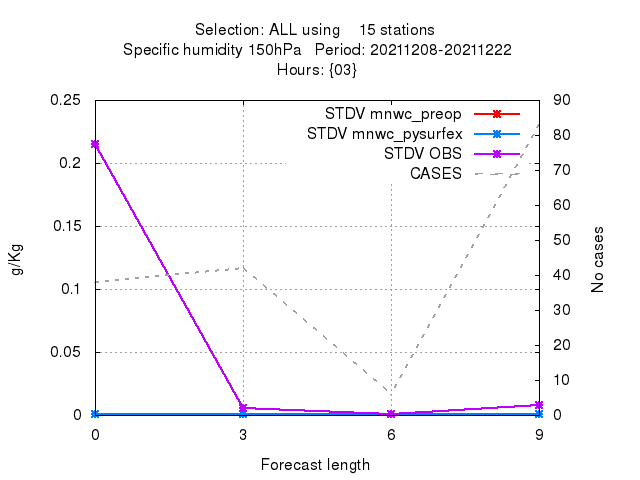 Selection: ALL using    15 stations
Specific humidity 150hPa   Period: 20211208-20211222
Hours: {03}
0.25
0.2
0.15
0.1
0.05
0
g/Kg
STDV mnwc_preop
STDV mnwc_pysurfex
STDV OBS
CASES
90
80
70
60
50
40
30
20
10
0
No cases
0 3 6 9
Forecast length